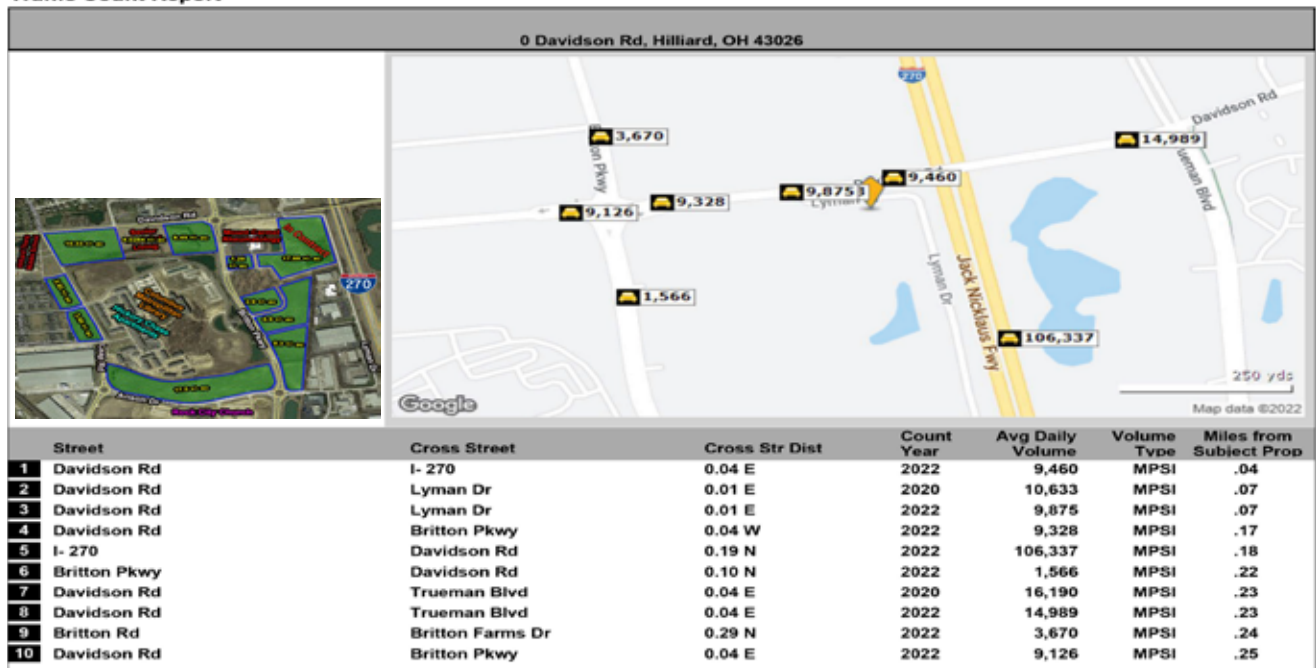 0 Davidson Rd, Hilliard, OH 43026
270
Davidson Rd
3,670
14,989
Pkwy
9,460
9,875
9,328
9,126
Lyman Dr
1,566
Jack Nicklaus Fwy
106,337
250 yds
Google
Map data ©2022
Davidson Rd
270
Street Cross Street Cross Str Dist Count Year Avg Daily Volume Volume Type Miles from Subject Prop
1 Davidson Rd I- 270 0.04 E 2022 9,460 MPSI .04
2 Davidson Rd Lyman Dr 0.01 E 2020 10,633 MPSI .07
3 Davidson Rd Lyman Dr 0.01 E 2022 9,875 MPSI .07
4 Davidson Rd Britton Pkwy 0.04 W 2022 9,328 MPSI .17
5 I- 270 Davidson Rd 0.19 N 2022 106,337 MPSI .18
6 Britton Pkwy Davidson Rd 0.10 N 2022 1,566 MPSI .22
7 Davidson Rd Trueman Blvd 0.04 E 2020 16,190 MPSI .23
8 Davidson Rd Trueman Blvd 0.04 E 2022 14,989 MPSI .23
9 Britton Rd Britton Farms Dr 0.29 N 2022 3,670 MPSI .24
10 Davidson Rd Britton Pkwy 0.04 E 2022 9,126 MPSI .25